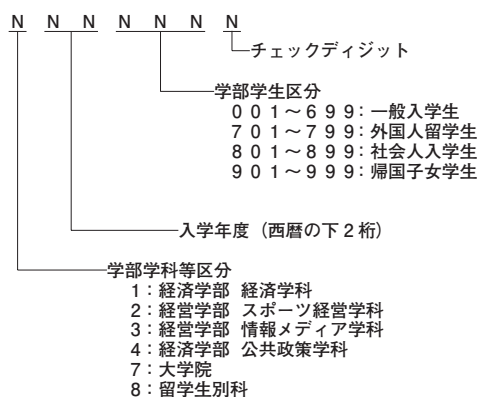 N N N N N N N
チェックディジット
学部学生区分
001～699：一般入学生
701～799：外国人留学生
801～899：社会人入学生
901～999：帰国子女学生
入学年度（西暦の下2桁）
学部学科等区分
1：経済学部 経済学科
2：経営学部 スポーツ経営学科
3：経営学部 情報メディア学科
4：経済学部 公共政策学科
7：大学院
8：留学生別科